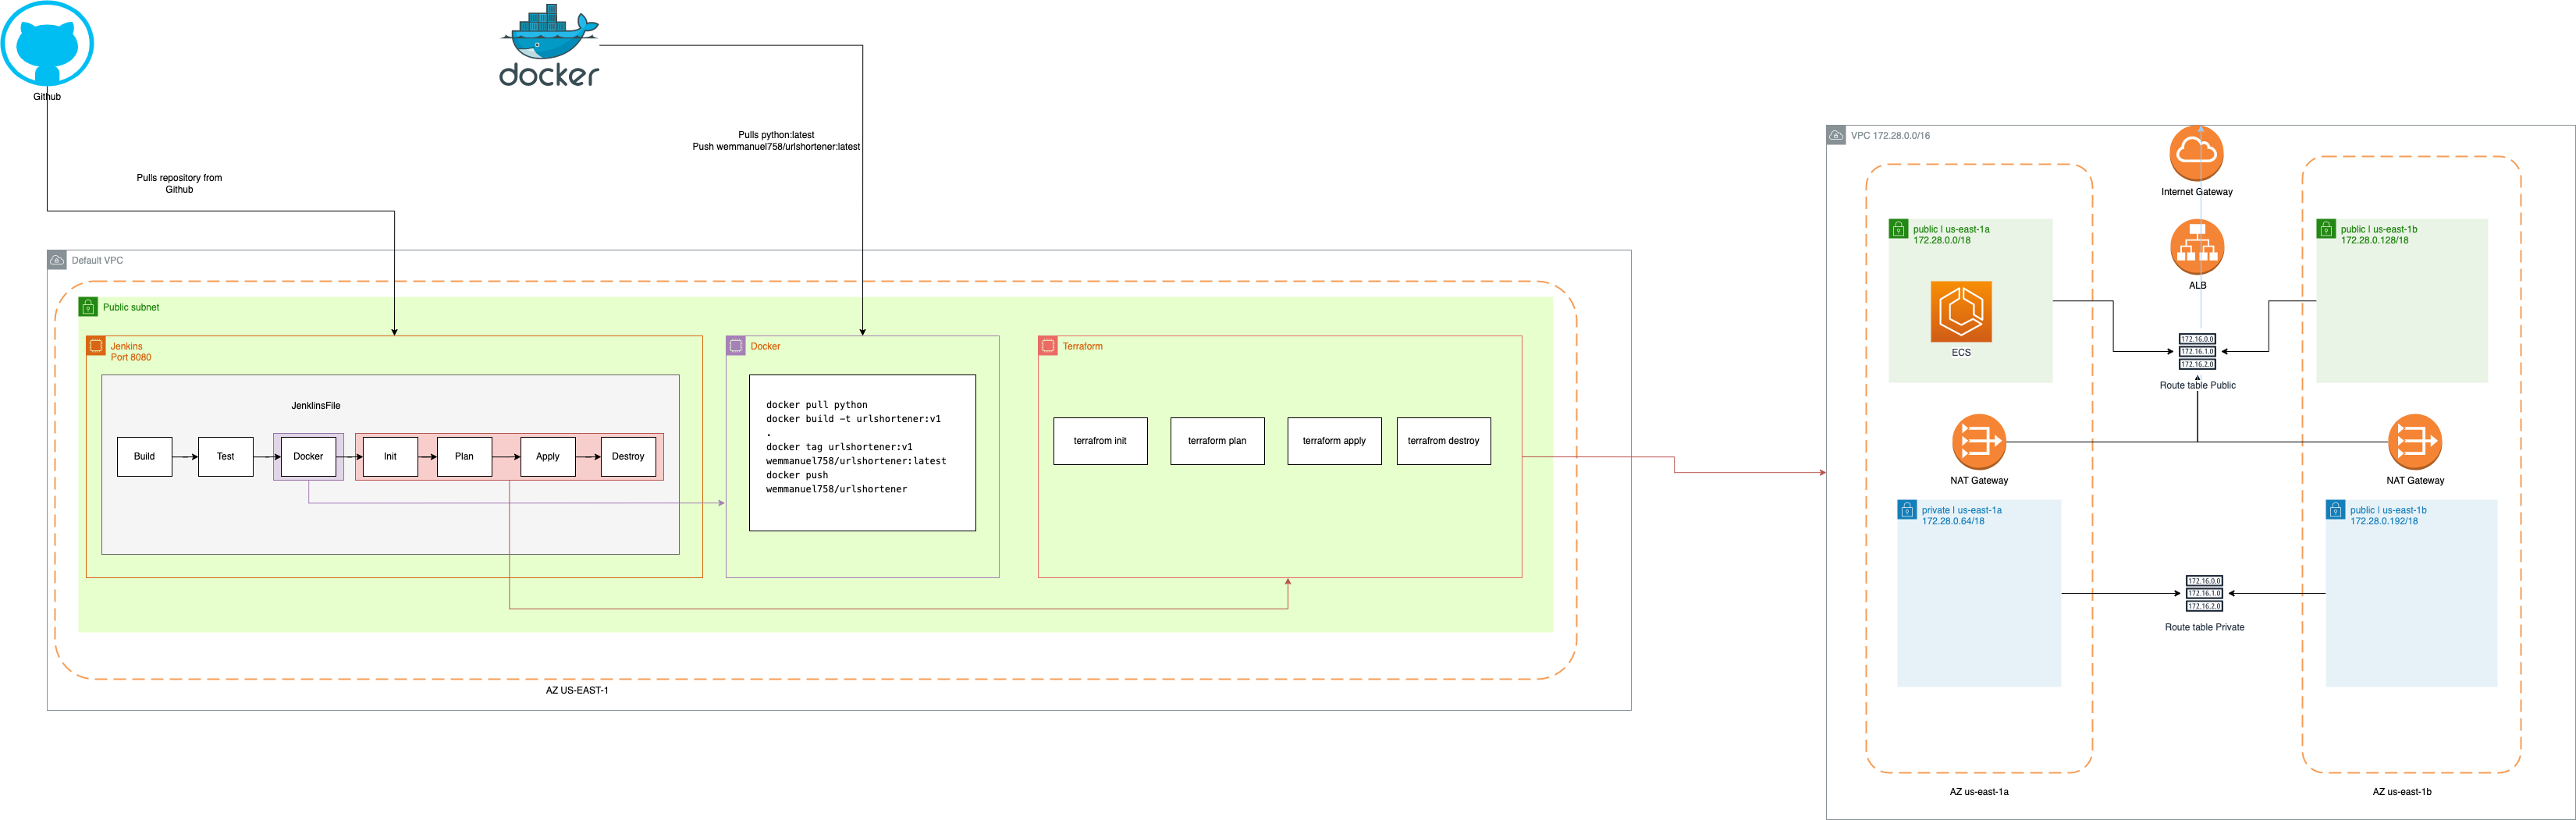 Github
docker
Pulls python:latest
Push wemmanuel758/urlshortener:latest
Pulls repository from
Github
Default VPC
Public subnet
Jenkins
Port 8080
JenklinsFile
Build
Test
Docker
Init
Plan
Apply
Destroy
Docker
docker pull python
docker build -t urlshortener:v1
.
docker tag urlshortener:v1
wemmanuel758/urlshortener:latest
docker push
wemmanuel758/urlshortener
Terraform
terrafrom init
terraform plan
terraform apply
terrafrom destroy
AZ US-EAST-1
VPC 172.28.0.0/16
Internet Gateway
public | us-east-1a
172.28.0.0/18
ECS
ALB
public | us-east-1b
172.28.0.128/18
172.16.0.0
172.16.1.0
172.16.2.0
Route table Public
NAT Gateway
NAT Gateway
private | us-east-1a
172.28.0.64/18
public | us-east-1b
172.28.0.192/18
172.16.0.0
172.16.1.0
172.16.2.0
Route table Private
AZ us-east-1a
AZ us-east-1b